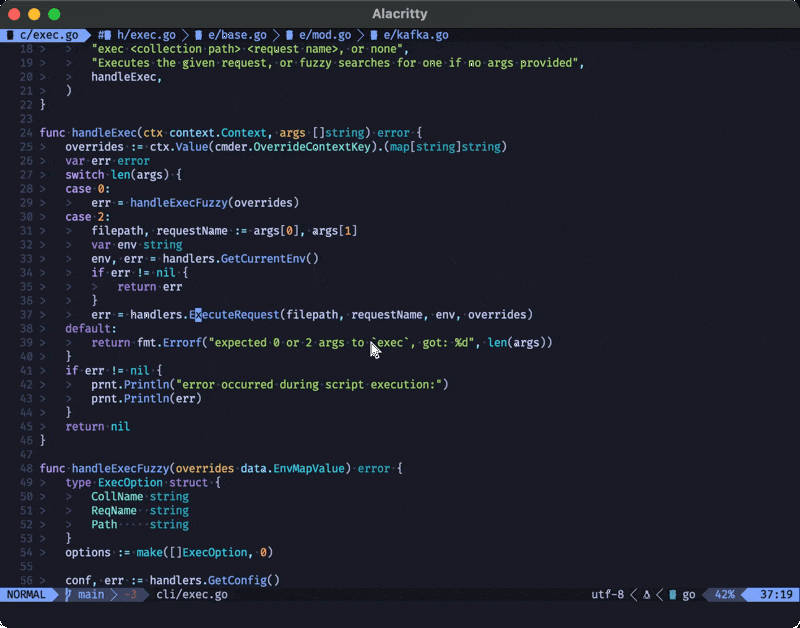 Alacritty
c/exec.go #h/exec.go e/base.go e/mod.go e/kafka.go
18 > > "exec <collection path> <request name>, or none",
19 > > "Executes the given request, or fuzzy searches for one if no args provided",
20 > > handleExec,
21 > )
22 }
23
24 func handleExec(ctx context.Context, args []string) error {
25 > overrides := ctx.Value(cmder.OverrideContextKey).(map[string]string)
26 > var err error
27 > switch len(args) {
28 > case 0:
29 > > err = handleExecFuzzy(overrides)
30 > case 2:
31 > > filepath, requestName := args[0], args[1]
32 > > var env string
33 > > env, err = handlers.GetCurrentEnv()
34 > > if err != nil {
35 > > > return err
36 > > }
37 > > err = handlers.ExecuteRequest(filepath, requestName, env, overrides)
38 > default:
39 > > return fmt.Errorf("expected 0 or 2 args to `exec`, got: %d", len(args))
40 > }
41 > if err != nil {
42 > > prnt.Println("error occurred during script execution:")
43 > > prnt.Println(err)
44 > }
45 > return nil
46 }
47
48 func handleExecFuzzy(overrides data.EnvMapValue) error {
49 > type ExecOption struct {
50 > > CollName string
51 > > ReqName string
52 > > Path string
53 > }
54 > options := make([]ExecOption, 0)
55
56 > conf, err := handlers.GetConfig()
NORMAL main -3 cli/exec.go utf-8 go 42% 37:19